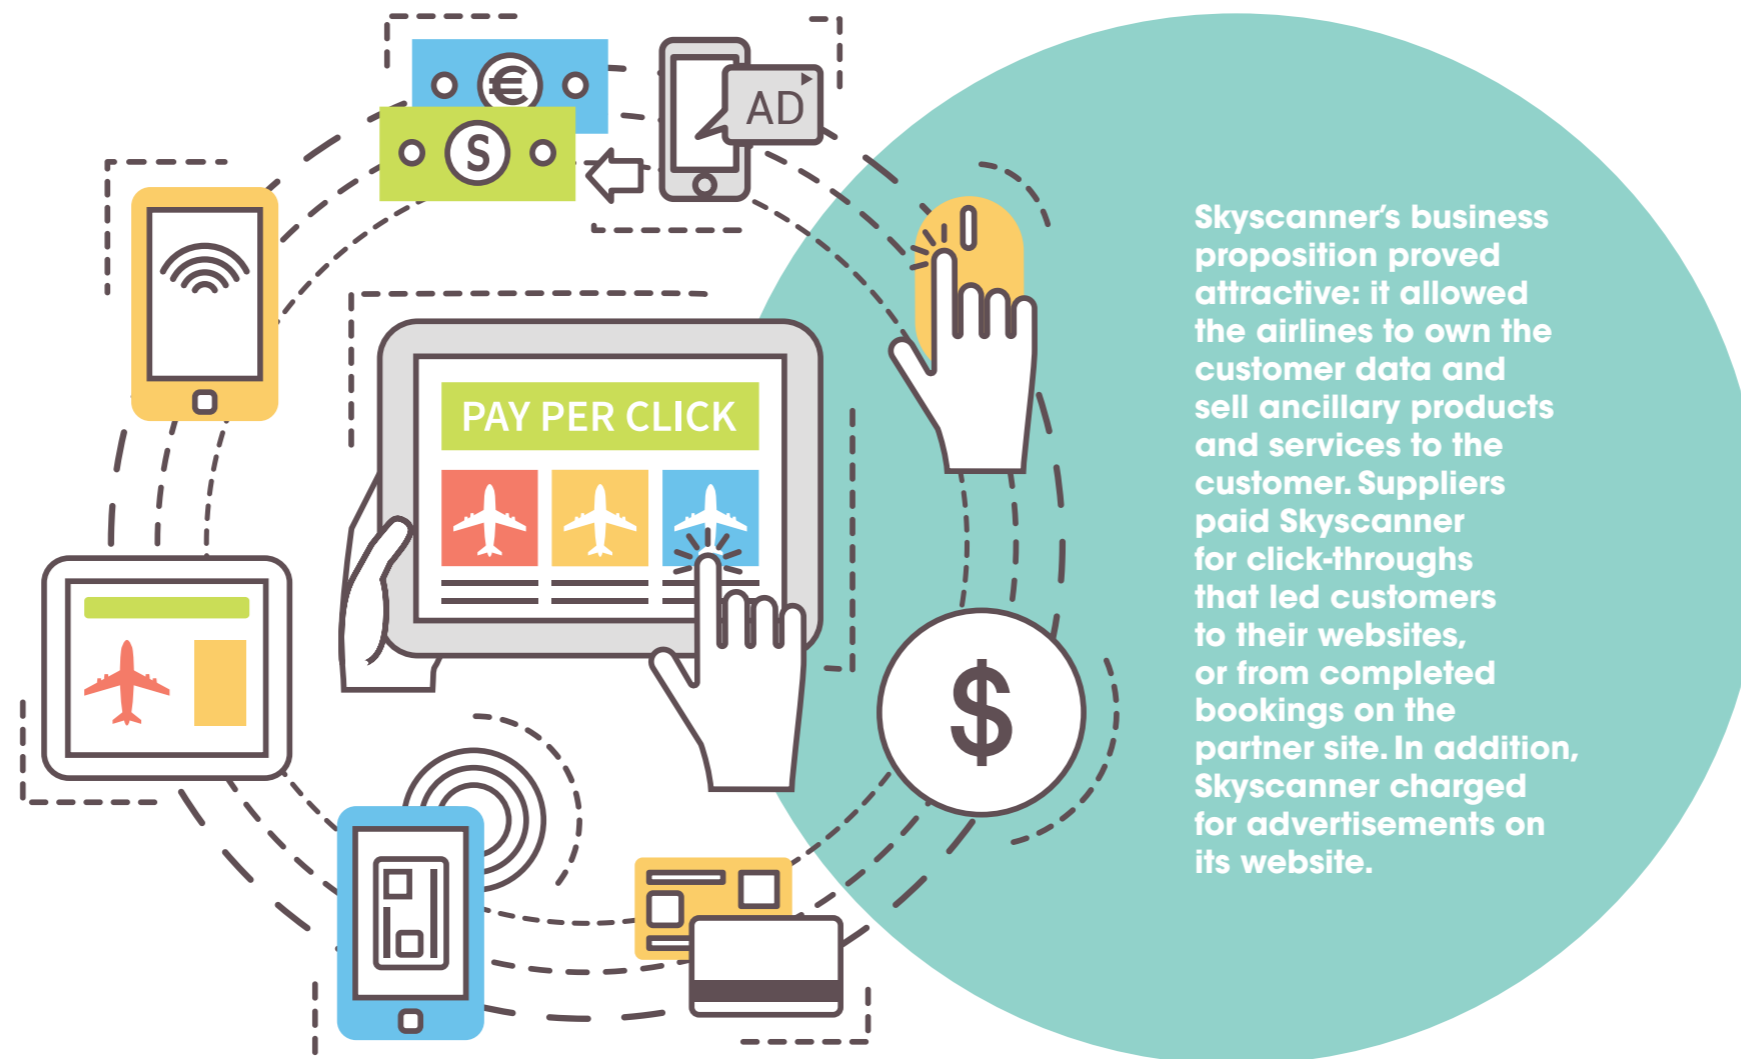 €
S
AD
PAY PER CLICK
$
Skyscanner’s business
proposition proved
attractive: it allowed
the airlines to own the
customer data and
sell ancillary products
and services to the
customer. Suppliers
paid Skyscanner
for click-throughs
that led customers
to their websites,
or from completed
bookings on the
partner site. In addition,
Skyscanner charged
for advertisements on
its website.